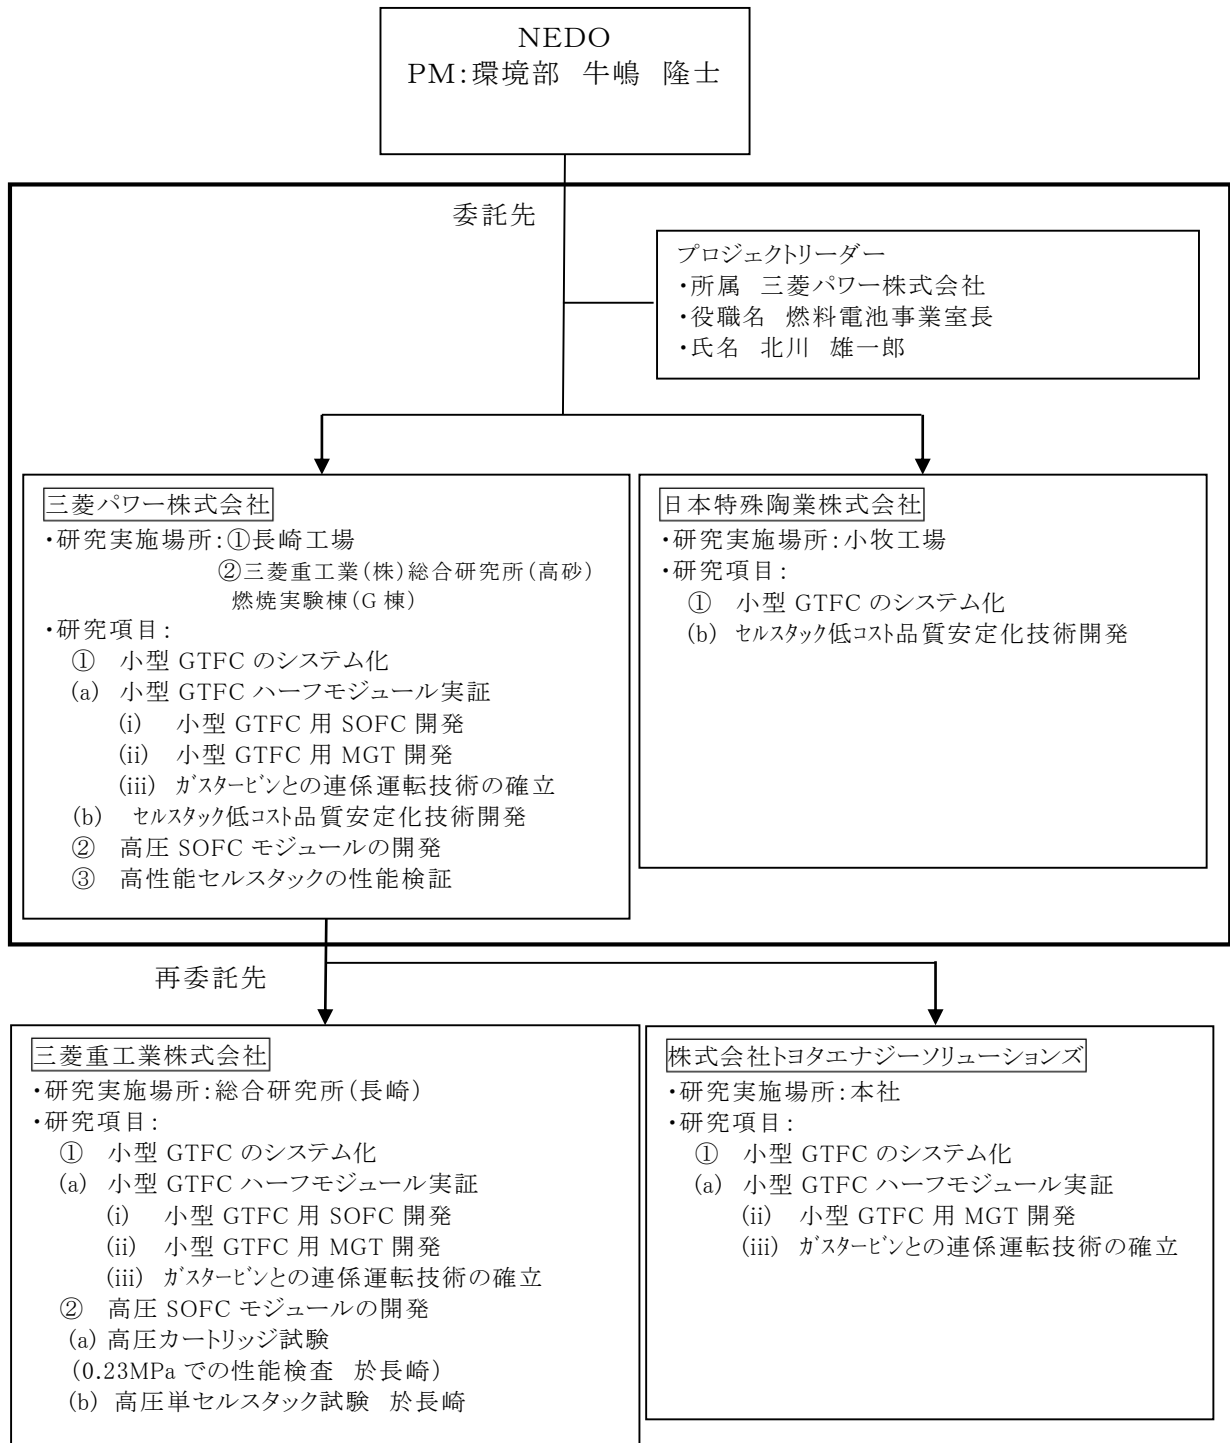 NEDO
PM:環境部 牛嶋 隆士
委託先
プロジェクトリーダー
・所属 三菱パワー株式会社
・役職名 燃料電池事業室長
・氏名 北川 雄一郎
三菱パワー株式会社
・研究実施場所:①長崎工場
②三菱重工業(株)総合研究所(高砂)
燃焼実験棟(G 棟)
・研究項目:
① 小型 GTFC のシステム化
(a) 小型 GTFC ハーフモジュール実証
(i) 小型 GTFC 用 SOFC 開発
(ii) 小型 GTFC 用 MGT 開発
(iii) ガスタービンとの連係運転技術の確立
(b) セルスタック低コスト品質安定化技術開発
② 高圧 SOFC モジュールの開発
③ 高性能セルスタックの性能検証
日本特殊陶業株式会社
・研究実施場所:小牧工場
・研究項目:
① 小型 GTFC のシステム化
(b) セルスタック低コスト品質安定化技術開発
再委託先
三菱重工業株式会社
・研究実施場所:総合研究所(長崎)
・研究項目:
① 小型 GTFC のシステム化
(a) 小型 GTFC ハーフモジュール実証
(i) 小型 GTFC 用 SOFC 開発
(ii) 小型 GTFC 用 MGT 開発
(iii) ガスタービンとの連係運転技術の確立
② 高圧 SOFC モジュールの開発
(a) 高圧カートリッジ試験
(0.23MPa での性能検査 於長崎)
(b) 高圧単セルスタック試験 於長崎
株式会社トヨタエナジーソリューションズ
・研究実施場所:本社
・研究項目:
① 小型 GTFC のシステム化
(a) 小型 GTFC ハーフモジュール実証
(ii) 小型 GTFC 用 MGT 開発
(iii) ガスタービンとの連係運転技術の確立